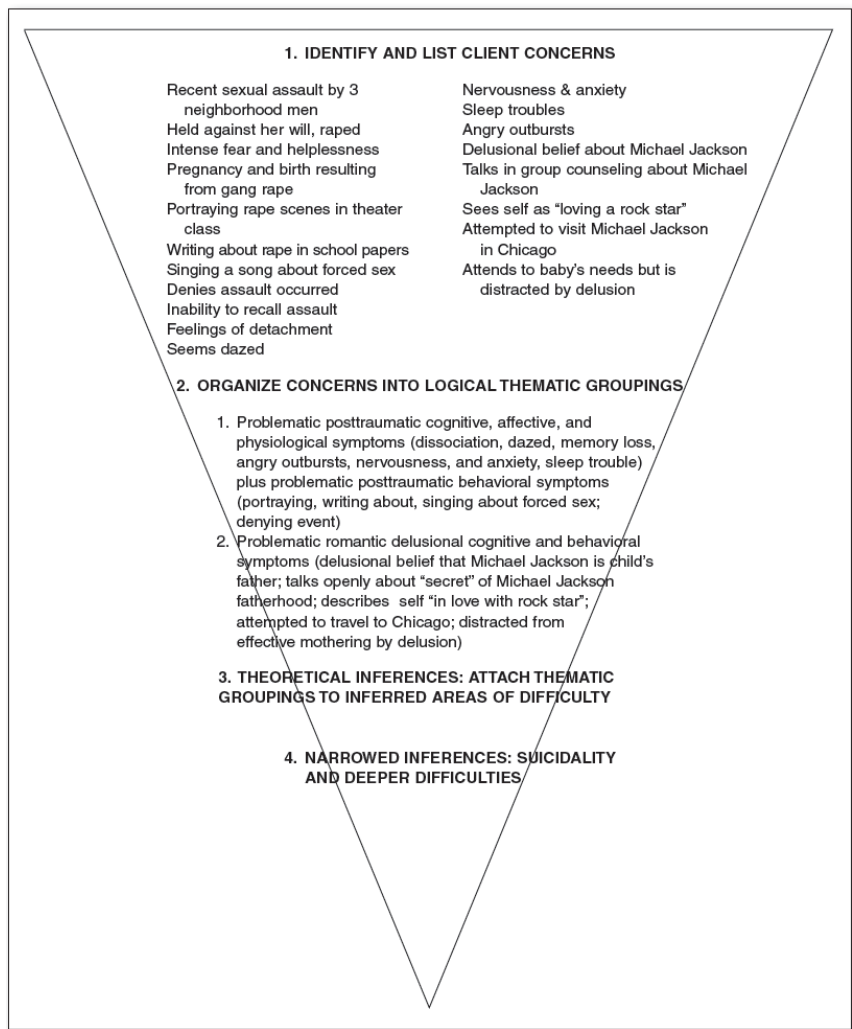 1. IDENTIFY AND LIST CLIENT CONCERNS
Recent sexual assault by 3
neighborhood men
Held against her will, raped
Intense fear and helplessness
Pregnancy and birth resulting
from gang rape
Portraying rape scenes in theater
class
Writing about rape in school papers
Singing a song about forced sex
Denies assault occurred
Inability to recall assault
Feelings of detachment
Seems dazed
Nervousness & anxiety
Sleep troubles
Angry outbursts
Delusional belief about Michael Jackson
Talks in group counseling about Michael
Jackson
Sees self as “loving a rock star”
Attempted to visit Michael Jackson
in Chicago
Attends to baby’s needs but is
distracted by delusion
2. ORGANIZE CONCERNS INTO LOGICAL THEMATIC GROUPINGS
1. Problematic posttraumatic cognitive, affective, and
physiological symptoms (dissociation, dazed, memory loss,
angry outbursts, nervousness, and anxiety, sleep trouble)
plus problematic posttraumatic behavioral symptoms
(portraying, writing about, singing about forced sex;
denying event)
2. Problematic romantic delusional cognitive and behavioral
symptoms (delusional belief that Michael Jackson is child’s
father; talks openly about “secret” of Michael Jackson
fatherhood; describes self “in love with rock star”;
attempted to travel to Chicago; distracted from
effective mothering by delusion)
3. THEORETICAL INFERENCES: ATTACH THEMATIC
GROUPINGS TO INFERRED AREAS OF DIFFICULTY
4. NARROWED INFERENCES: SUICIDALITY
AND DEEPER DIFFICULTIES